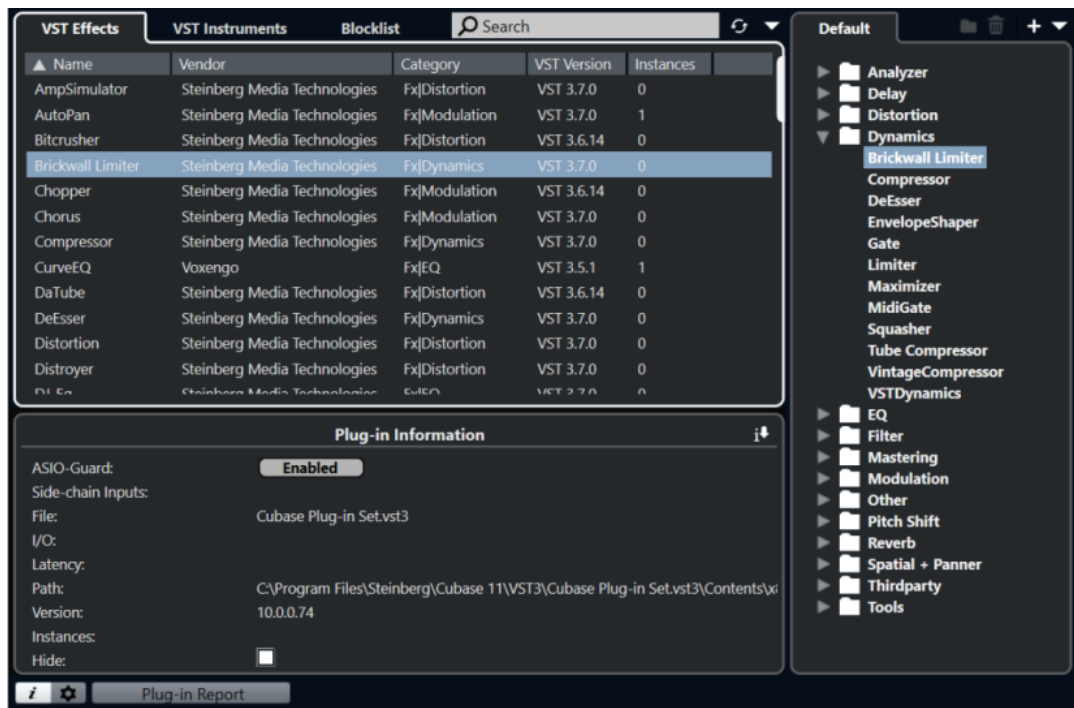 VST Effects VST Instruments Blocklist Search
Name Vendor Category VST Version Instances
AmpSimulator Steinberg Media Technologies Fx|Distortion VST 3.7.0 0
AutoPan Steinberg Media Technologies Fx|Modulation VST 3.7.0 1
Bitcrusher Steinberg Media Technologies Fx|Distortion VST 3.6.14 0
Brickwall Limiter Steinberg Media Technologies Fx|Dynamics VST 3.7.0 0
Chopper Steinberg Media Technologies Fx|Modulation VST 3.6.14 0
Chorus Steinberg Media Technologies Fx|Modulation VST 3.7.0 0
Compressor Steinberg Media Technologies Fx|Dynamics VST 3.7.0 0
CurveEQ Voxengo Fx|EQ VST 3.5.1 1
DaTube Steinberg Media Technologies Fx|Distortion VST 3.6.14 0
DeEsser Steinberg Media Technologies Fx|Dynamics VST 3.7.0 0
Distortion Steinberg Media Technologies Fx|Distortion VST 3.7.0 0
Distroyer Steinberg Media Technologies Fx|Distortion VST 3.7.0 0
Plug-in Information
ASIO-Guard: Enabled
Side-chain Inputs:
File: Cubase Plug-in Set.vst3
I/O:
Latency:
Path: C:\Program Files\Steinberg\Cubase 11\VST3\Cubase Plug-in Set.vst3\Contents\x
Version: 10.0.0.74
Instances:
Hide:
i Plug-in Report
Default
Analyzer
Delay
Distortion
Dynamics
Brickwall Limiter
Compressor
DeEsser
EnvelopeShaper
Gate
Limiter
Maximizer
MidiGate
Squasher
Tube Compressor
VintageCompressor
VSTDynamics
EQ
Filter
Mastering
Modulation
Other
Pitch Shift
Reverb
Spatial + Panner
Thirdparty
Tools